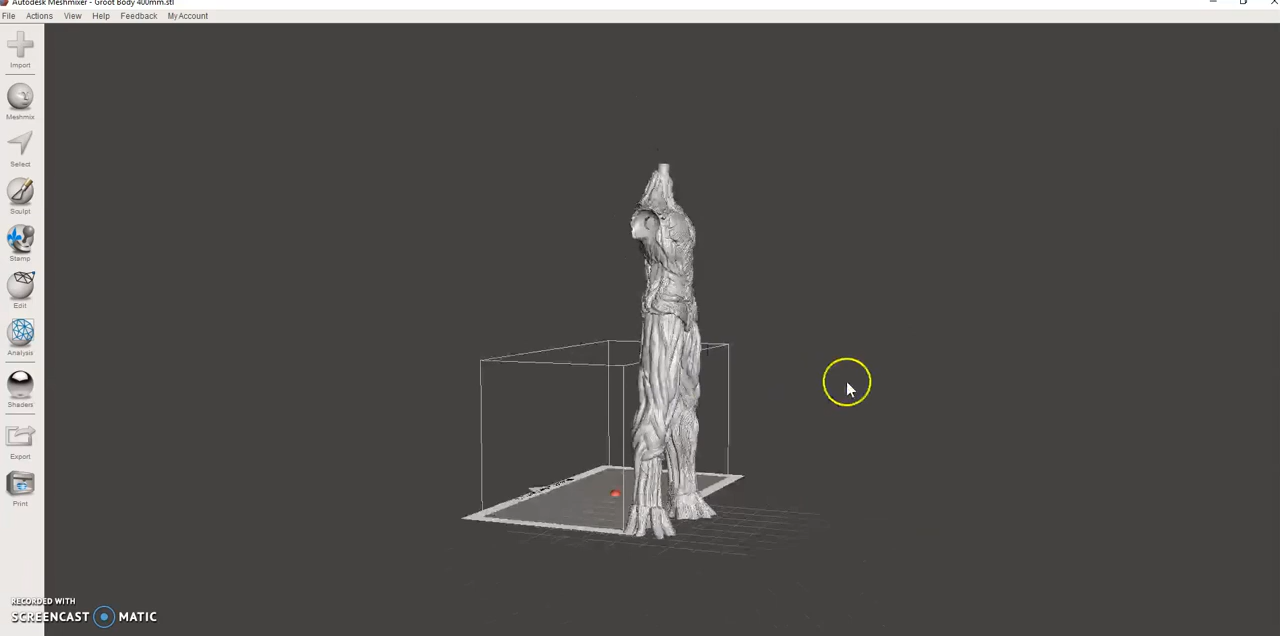 Autodesk Meshmixer - Groot Body 400mm.stl
File Actions View Help Feedback My Account
Import
Meshmix
Select
Sculpt
Stamp
Edit
Analysis
Shaders
Export
Print
RECORDED WITH
SCREENCAST MATIC